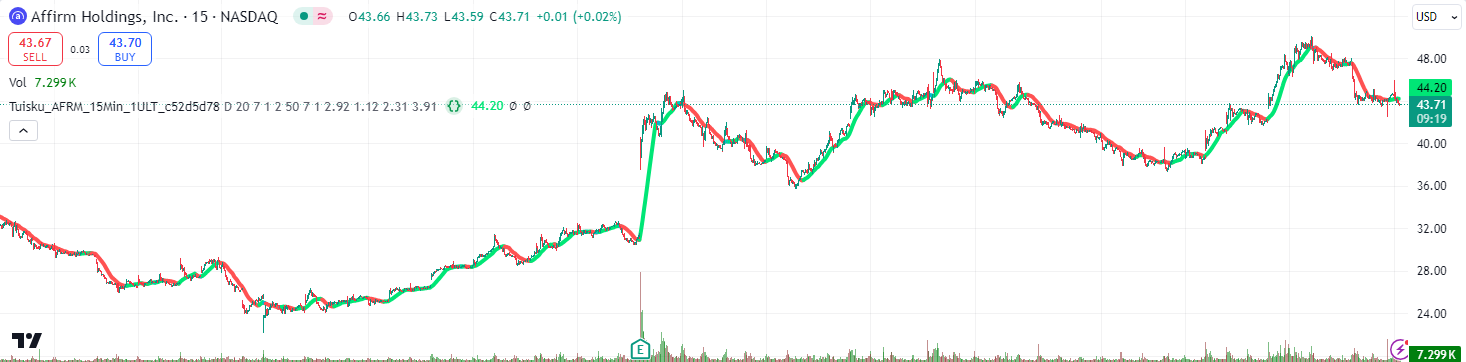 Affirm Holdings, Inc. · 15 · NASDAQ O43.66 H43.73 L43.59 C43.71 +0.01 (+0.02%)
USD
43.67 SELL
0.03
43.70 BUY
Vol 7.299 K
Tuisku_AFRM_15Min_1ULT_c52d5d78 D 20 7 1 2 50 7 1 2.92 1.12 2.31 3.91 {} 44.20 Ø Ø
48.00
44.20
43.71
09:19
40.00
36.00
32.00
28.00
24.00
E
7.299 K